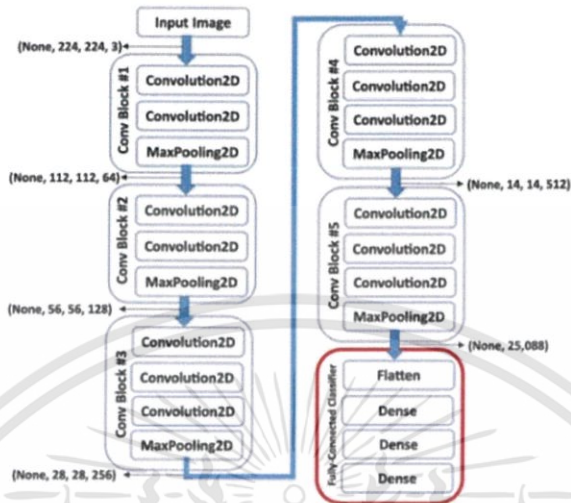 Input Image
(None, 224, 224, 3)
Conv Block #1
Convolution2D
Convolution2D
MaxPooling2D
(None, 112, 112, 64)
Conv Block #2
Convolution2D
Convolution2D
MaxPooling2D
(None, 56, 56, 128)
Conv Block #3
Convolution2D
Convolution2D
Convolution2D
MaxPooling2D
(None, 28, 28, 256)
Conv Block #4
Convolution2D
Convolution2D
Convolution2D
MaxPooling2D
(None, 14, 14, 512)
Conv Block #5
Convolution2D
Convolution2D
Convolution2D
MaxPooling2D
(None, 25,088)
Fully-Connected Classifier
Flatten
Dense
Dense
Dense